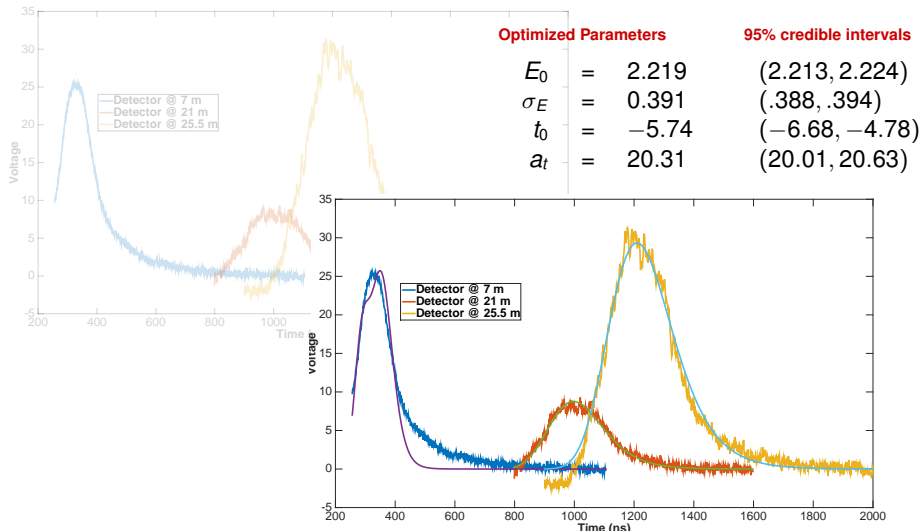 Optimized Parameters 95% credible intervals
E0 = 2.219 (2.213, 2.224)
σE = 0.391 (.388, .394)
t0 = −5.74 (−6.68, −4.78)
at = 20.31 (20.01, 20.63)
35
30
25
20
15
10
5
0
-5
Voltage
Detector @ 7 m
Detector @ 21 m
Detector @ 25.5 m
200 400 600 800 1000
Time
35
30
25
20
15
10
5
0
-5
Voltage
Detector @ 7 m
Detector @ 21 m
Detector @ 25.5 m
200 400 600 800 1000 1200 1400 1600 1800 2000
Time (ns)